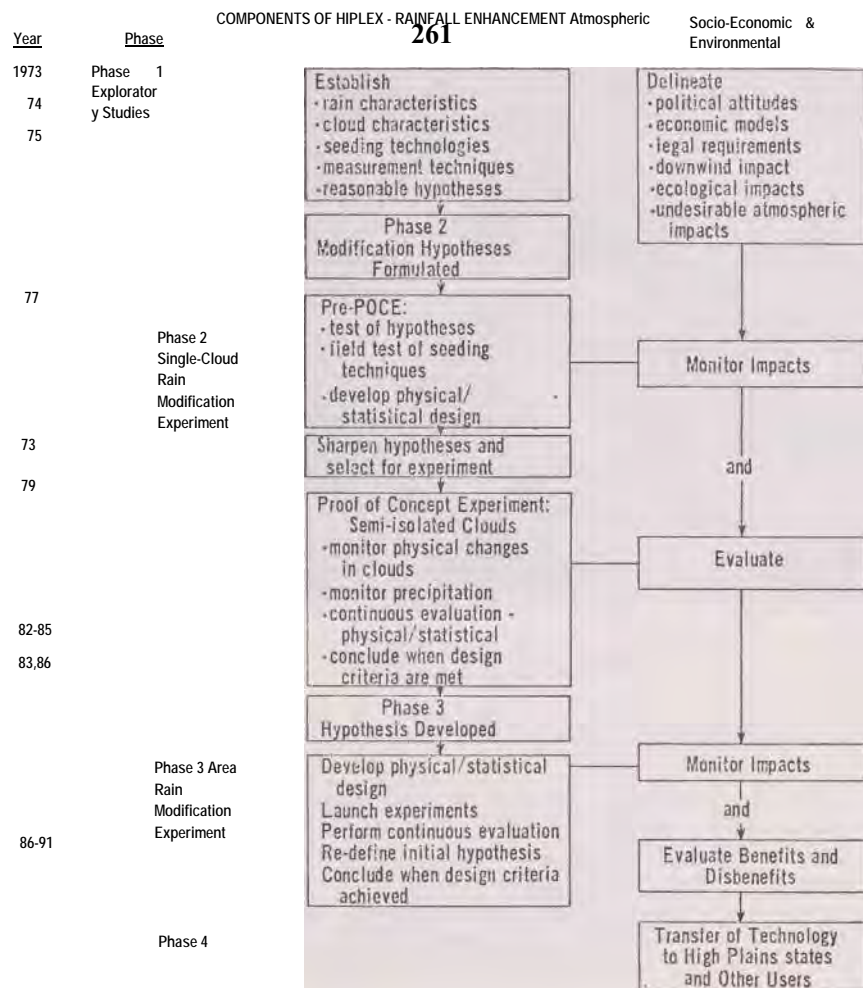 COMPONENTS OF HIPLEX - RAINFALL ENHANCEMENT Atmospheric
261
Socio-Economic &
Environmental
Year
Phase
1973
74
75
Phase 1
Explorator
y Studies
Establish
·rain characteristics
·cloud characteristics
·seeding technologies
·measurement techniques
·reasonable hypotheses
Delineate
·political attitudes
·economic models
·legal requirements
·downwind impact
·ecological impacts
·undesirable atmospheric
impacts
Phase 2
Modification Hypotheses
Formulated
77
Phase 2
Single-Cloud
Rain
Modification
Experiment
Pre-POCE:
·test of hypotheses
·field test of seeding
techniques
·develop physical/
statistical design
Monitor Impacts
73
Sharpen hypotheses and
select for experiment
and
79
Proof of Concept Experiment:
Semi-isolated Clouds
·monitor physical changes
in clouds
·monitor precipitation
·continuous evaluation -
physical/statistical
·conclude when design
criteria are met
Evaluate
82-85
83,86
Phase 3
Hypothesis Developed
Phase 3 Area
Rain
Modification
Experiment
86-91
Develop physical/statistical
design
Launch experiments
Perform continuous evaluation
Re-define initial hypothesis
Conclude when design criteria
achieved
Monitor Impacts
and
Evaluate Benefits and
Disbenefits
Phase 4
Transfer of Technology
to High Plains states
and Other Users